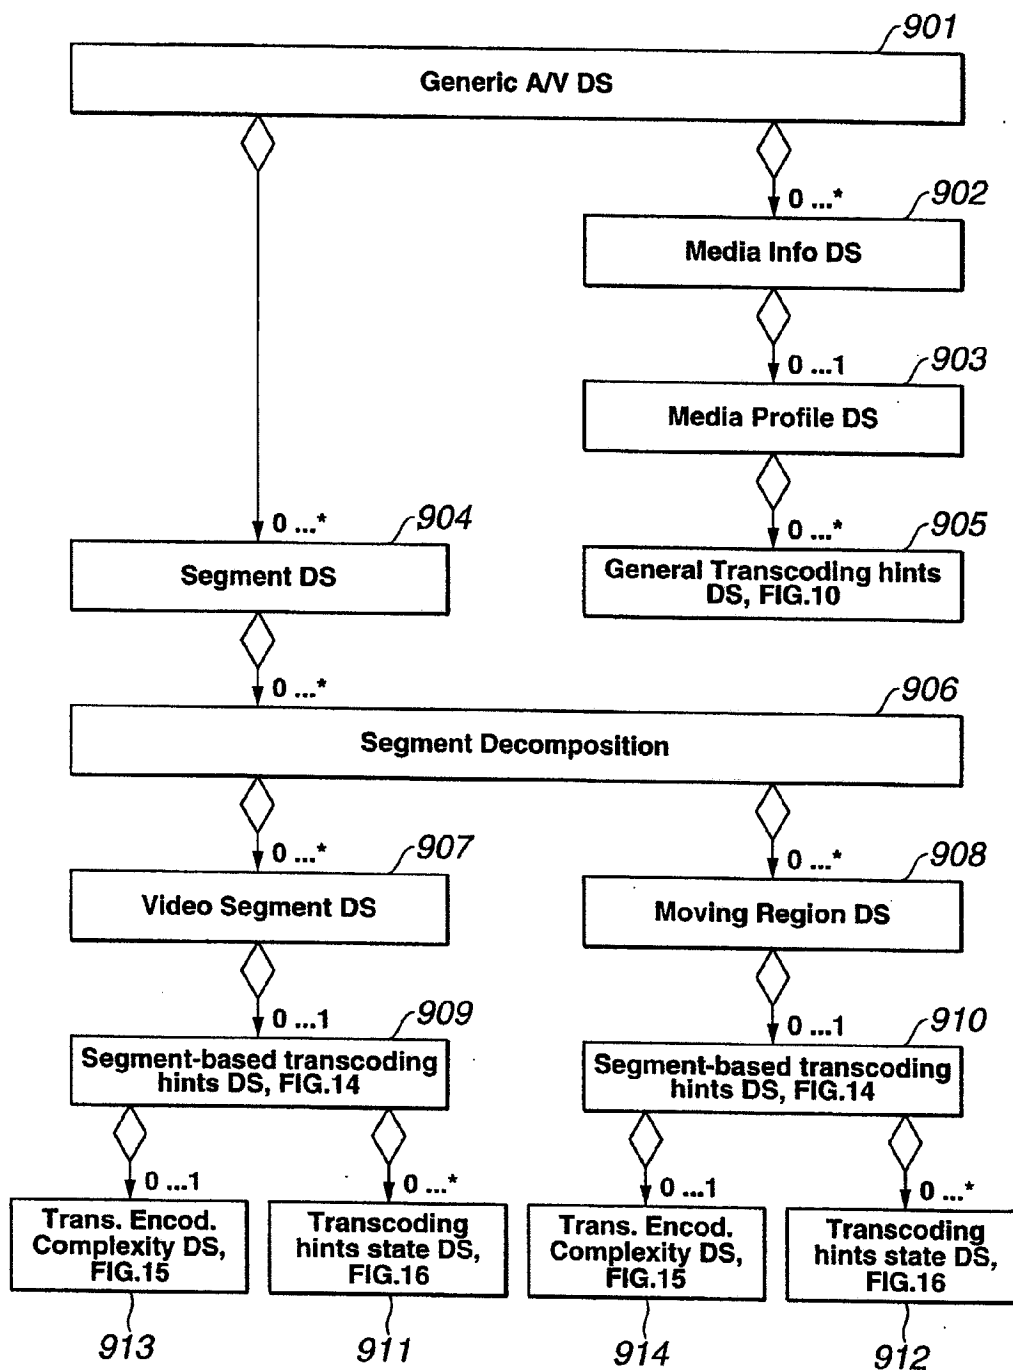 901
Generic A/V DS
0 ...*
902
Media Info DS
0 ...1
903
Media Profile DS
0 ...*
904
Segment DS
0 ...*
905
General Transcoding hints
DS, FIG.10
0 ...*
906
Segment Decomposition
0 ...*
907
Video Segment DS
0 ...*
908
Moving Region DS
0 ...1
909
Segment-based transcoding
hints DS, FIG.14
0 ...1
910
Segment-based transcoding
hints DS, FIG.14
0 ...1
Trans. Encod.
Complexity DS,
FIG.15
913
0 ...*
Transcoding
hints state DS,
FIG.16
911
0 ...1
Trans. Encod.
Complexity DS,
FIG.15
914
0 ...*
Transcoding
hints state DS,
FIG.16
912